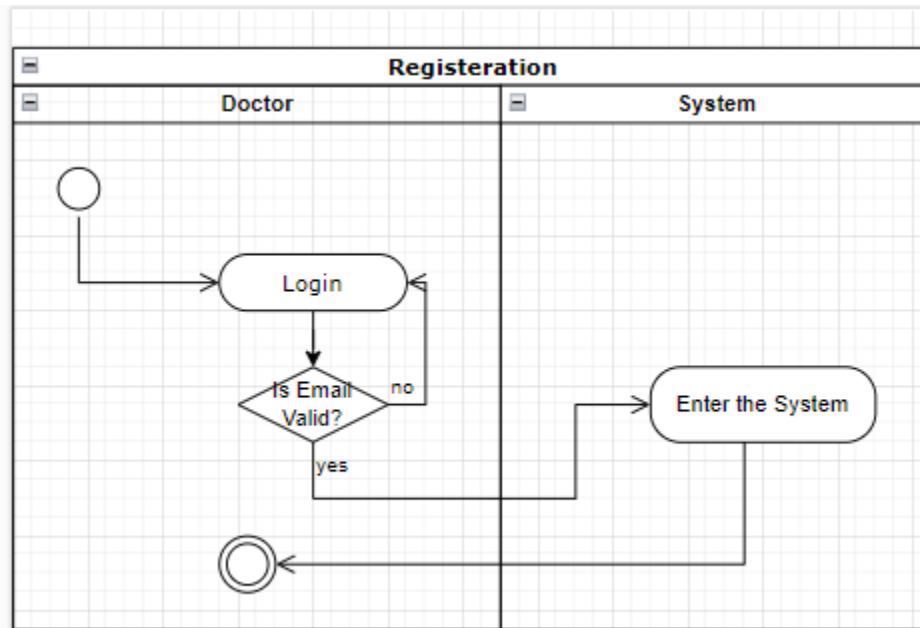 Registeration
Doctor
System
Login
Is Email
Valid?
no
Enter the System
yes